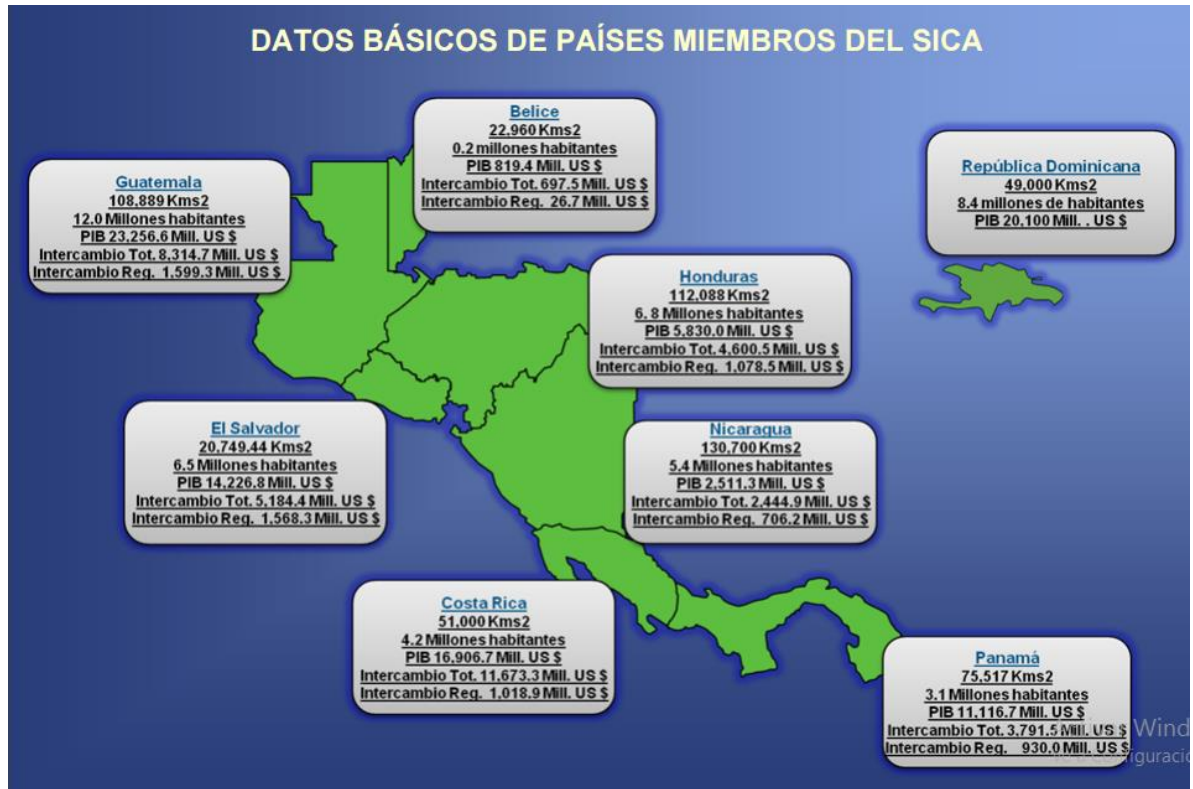 DATOS BÁSICOS DE PAÍSES MIEMBROS DEL SICA
Belice
22,960 Kms2
0.2 millones habitantes
PIB 819.4 Mill. US $
Intercambio Tot. 697.5 Mill. US $
Intercambio Reg. 26.7 Mill. US $
República Dominicana
49,000 Kms2
8.4 millones de habitantes
PIB 20,100 Mill. . US $
Guatemala
108,889 Kms2
12.0 Millones habitantes
PIB 23,256.6 Mill. US $
Intercambio Tot. 8,314.7 Mill. US $
Intercambio Reg. 1,599.3 Mill. US $
Honduras
112,088 Kms2
6. 8 Millones habitantes
PIB 5,830.0 Mill. US $
Intercambio Tot. 4,600.5 Mill. US $
Intercambio Reg. 1,078.5 Mill. US $
El Salvador
20,749.44 Kms2
6.5 Millones habitantes
PIB 14,226.8 Mill. US $
Intercambio Tot. 5,184.4 Mill. US $
Intercambio Reg. 1,568.3 Mill. US $
Nicaragua
130,700 Kms2
5.4 Millones habitantes
PIB 2,511.3 Mill. US $
Intercambio Tot. 2,444.9 Mill. US $
Intercambio Reg. 706.2 Mill. US $
Costa Rica
51,000 Kms2
4.2 Millones habitantes
PIB 16,906.7 Mill. US $
Intercambio Tot. 11,673.3 Mill. US $
Intercambio Reg. 1,018.9 Mill. US $
Panamá
75,517 Kms2
3.1 Millones habitantes
PIB 11,116.7 Mill. US $
Intercambio Tot. 3,791.5 Mill. US $
Intercambio Reg. 930.0 Mill. US $
Wind